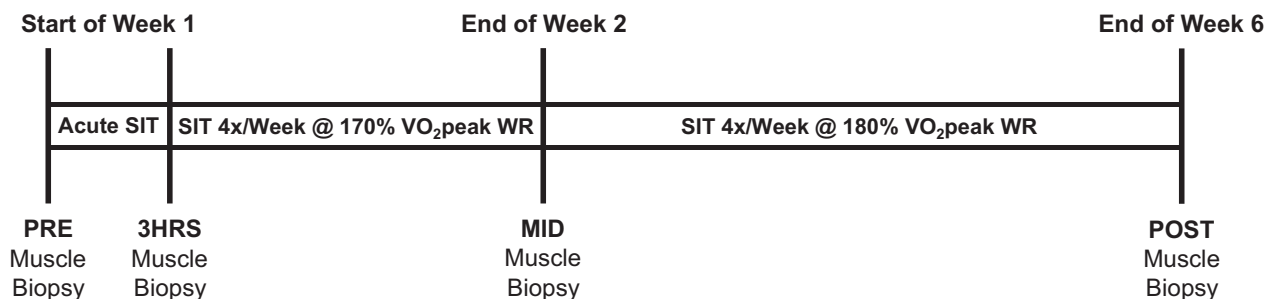 Start of Week 1 End of Week 2 End of Week 6
Acute SIT SIT 4x/Week @ 170% VO₂peak WR SIT 4x/Week @ 180% VO₂peak WR
PRE 3HRS MID POST
Muscle Muscle Muscle Muscle
Biopsy Biopsy Biopsy Biopsy